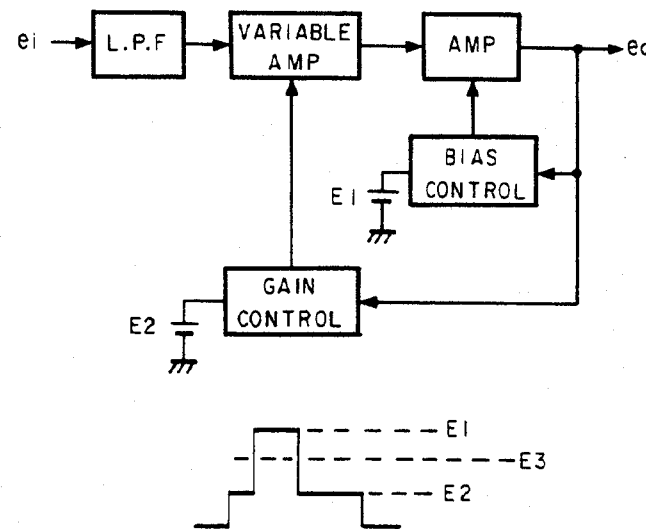 ei
L.P.F
VARIABLE
AMP
AMP
eo
BIAS
CONTROL
E1
GAIN
CONTROL
E2
E1
E3
E2